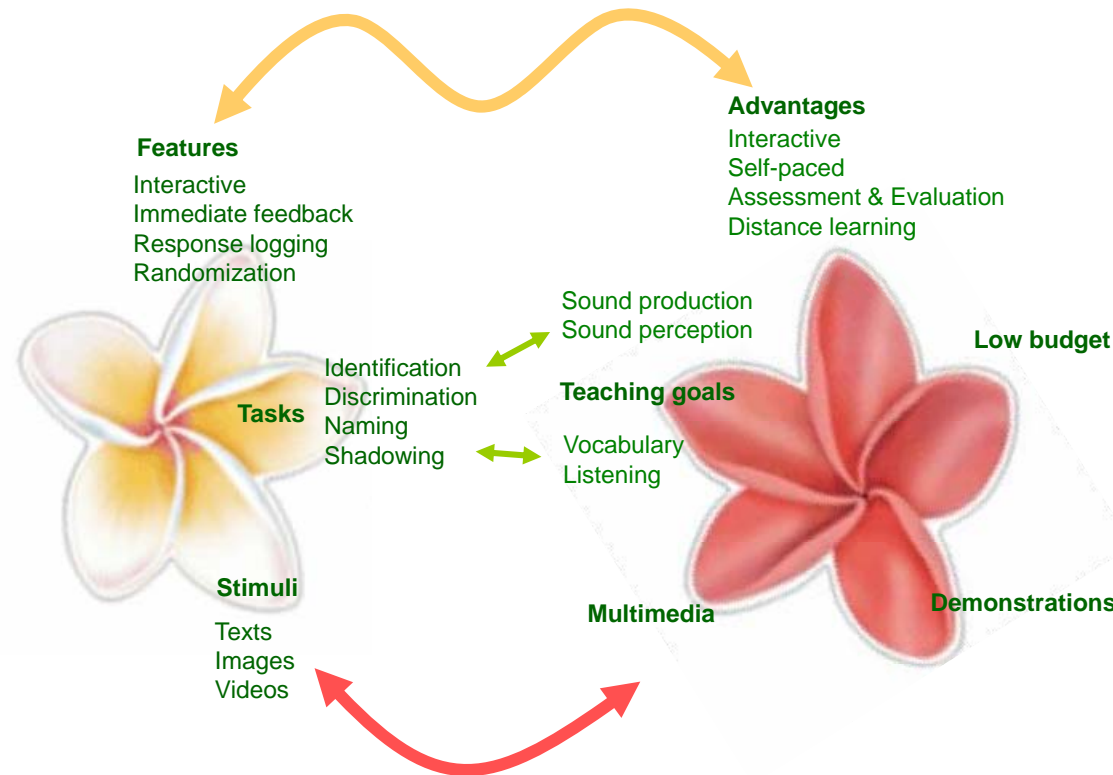 Features
Interactive
Immediate feedback
Response logging
Randomization
Advantages
Interactive
Self-paced
Assessment & Evaluation
Distance learning
Tasks
Identification
Discrimination
Naming
Shadowing
Sound production
Sound perception
Teaching goals
Vocabulary
Listening
Low budget
Stimuli
Texts
Images
Videos
Multimedia
Demonstrations